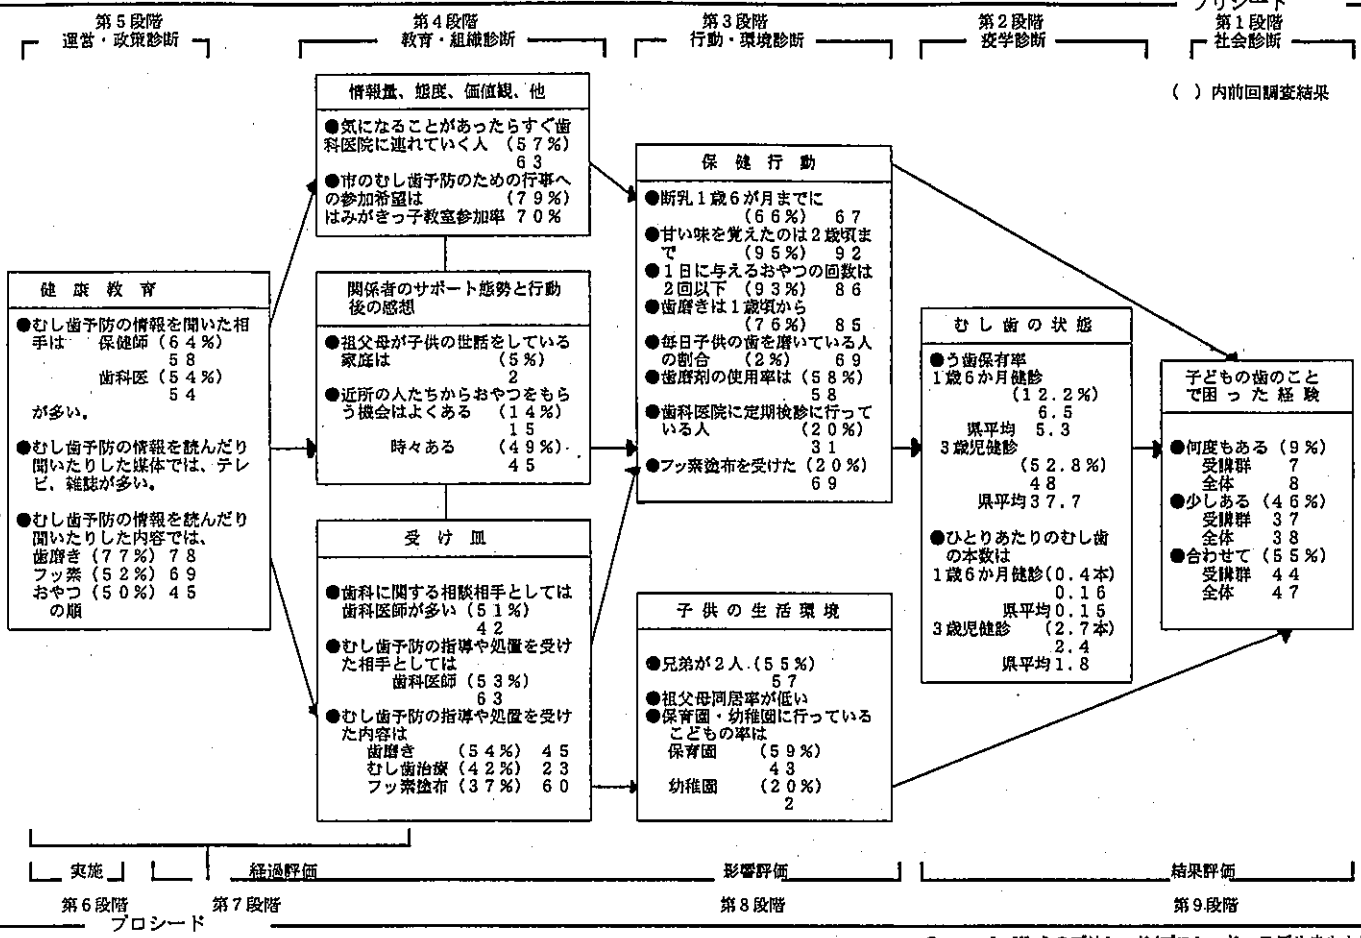 プリシード
第5段階
運営・政策診断
第4段階
教育・組織診断
第3段階
行動・環境診断
第2段階
疫学診断
第1段階
社会診断
( ) 内前回調査結果
情報量、態度、価値観、他
●気になることがあったらすぐ歯
科医院に連れていく人 (57%)
63
●市のむし歯予防のための行事へ
の参加希望は (79%)
はみがきっ子教室参加率 70%
関係者のサポート態勢と行動
後の感想
●祖父母が子供の世話をしている
家庭は (5%)
2
●近所の人たちからおやつをもら
う機会はよくある (14%)
15
時々ある (49%)
45
受け皿
●歯科に関する相談相手としては
歯科医師が多い (51%)
42
●むし歯予防の指導や処置を受け
た相手としては
歯科医師 (53%)
63
●むし歯予防の指導や処置を受け
た内容は
歯磨き (54%) 45
むし歯治療 (42%) 23
フッ素塗布 (37%) 60
健康教育
●むし歯予防の情報を聞いた相
手は 保健師 (64%)
58
歯科医 (54%)
54
が多い。
●むし歯予防の情報を読んだり
聞いたりした媒体では、テレ
ビ、雑誌が多い。
●むし歯予防の情報を読んだり
聞いたりした内容では、
歯磨き (77%) 78
フッ素 (52%) 69
おやつ (50%) 45
の順
保健行動
●断乳1歳6か月までに
(66%) 67
●甘い味を覚えたのは2歳頃ま
で (95%) 92
●1日に与えるおやつの回数は
2回以下 (93%) 86
●歯磨きは1歳頃から
(76%) 85
●毎日子供の歯を磨いている人
の割合 (2%) 69
●歯磨剤の使用率は (58%)
58
●歯科医院に定期検診に行って
いる人 (20%)
31
●フッ素塗布を受けた (20%)
69
子供の生活環境
●兄弟が2人 (55%)
57
●祖父母同居率が低い
●保育園・幼稚園に行っている
こどもの率は
保育園 (59%)
43
幼稚園 (20%)
2
むし歯の状態
●う歯保有率
1歳6か月健診
(12.2%)
6.5
県平均 5.3
3歳児健診
(52.8%)
48
県平均37.7
●ひとりあたりのむし歯
の本数は
1歳6か月健診(0.4本)
0.16
県平均0.15
3歳児健診 (2.7本)
2.4
県平均1.8
子どもの歯のこと
で困った経験
●何度もある (9%)
受講群 7
全体 8
●少しある (46%)
受講群 37
全体 38
●合わせて (55%)
受講群 44
全体 47
実施
経過評価
影響評価
結果評価
第6段階
第7段階
第8段階
第9段階
プロシード